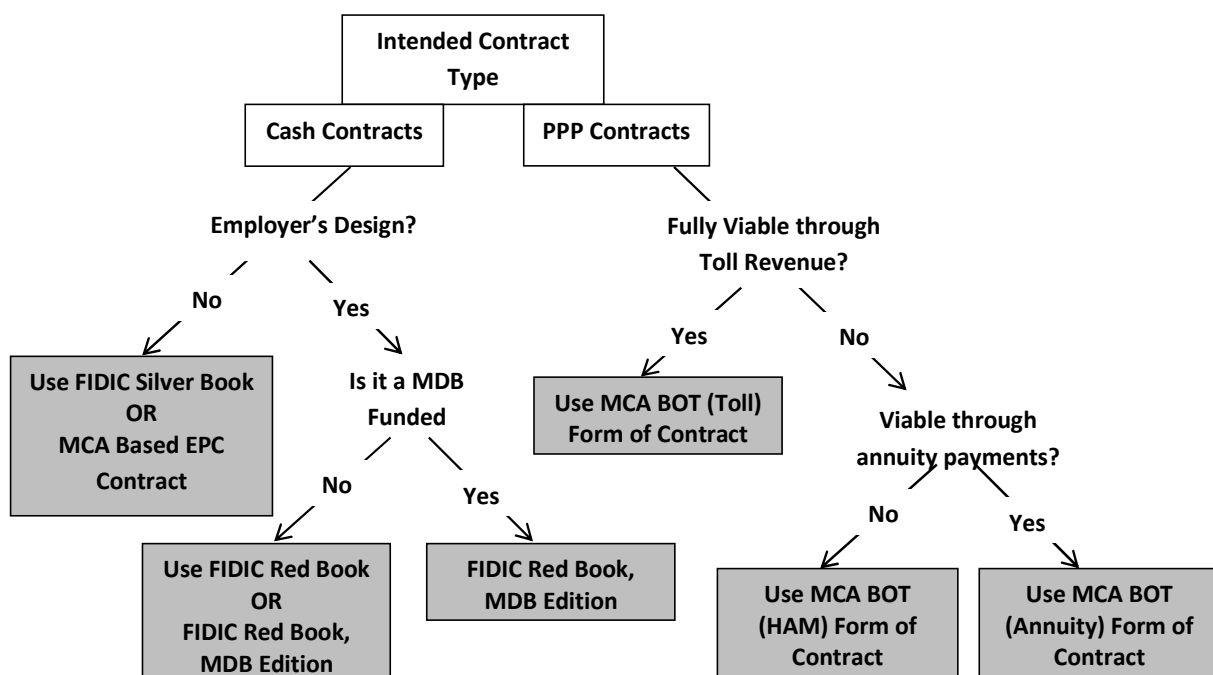 Intended Contract
Type
Cash Contracts
PPP Contracts
Employer’s Design?
Fully Viable through
Toll Revenue?
No
Yes
Yes
No
Use FIDIC Silver Book
OR
MCA Based EPC
Contract
Is it a MDB
Funded
Use MCA BOT (Toll)
Form of Contract
Viable through
annuity payments?
No
Yes
No
Yes
Use FIDIC Red Book
OR
FIDIC Red Book,
MDB Edition
FIDIC Red Book,
MDB Edition
Use MCA BOT
(HAM) Form of
Contract
Use MCA BOT
(Annuity) Form of
Contract